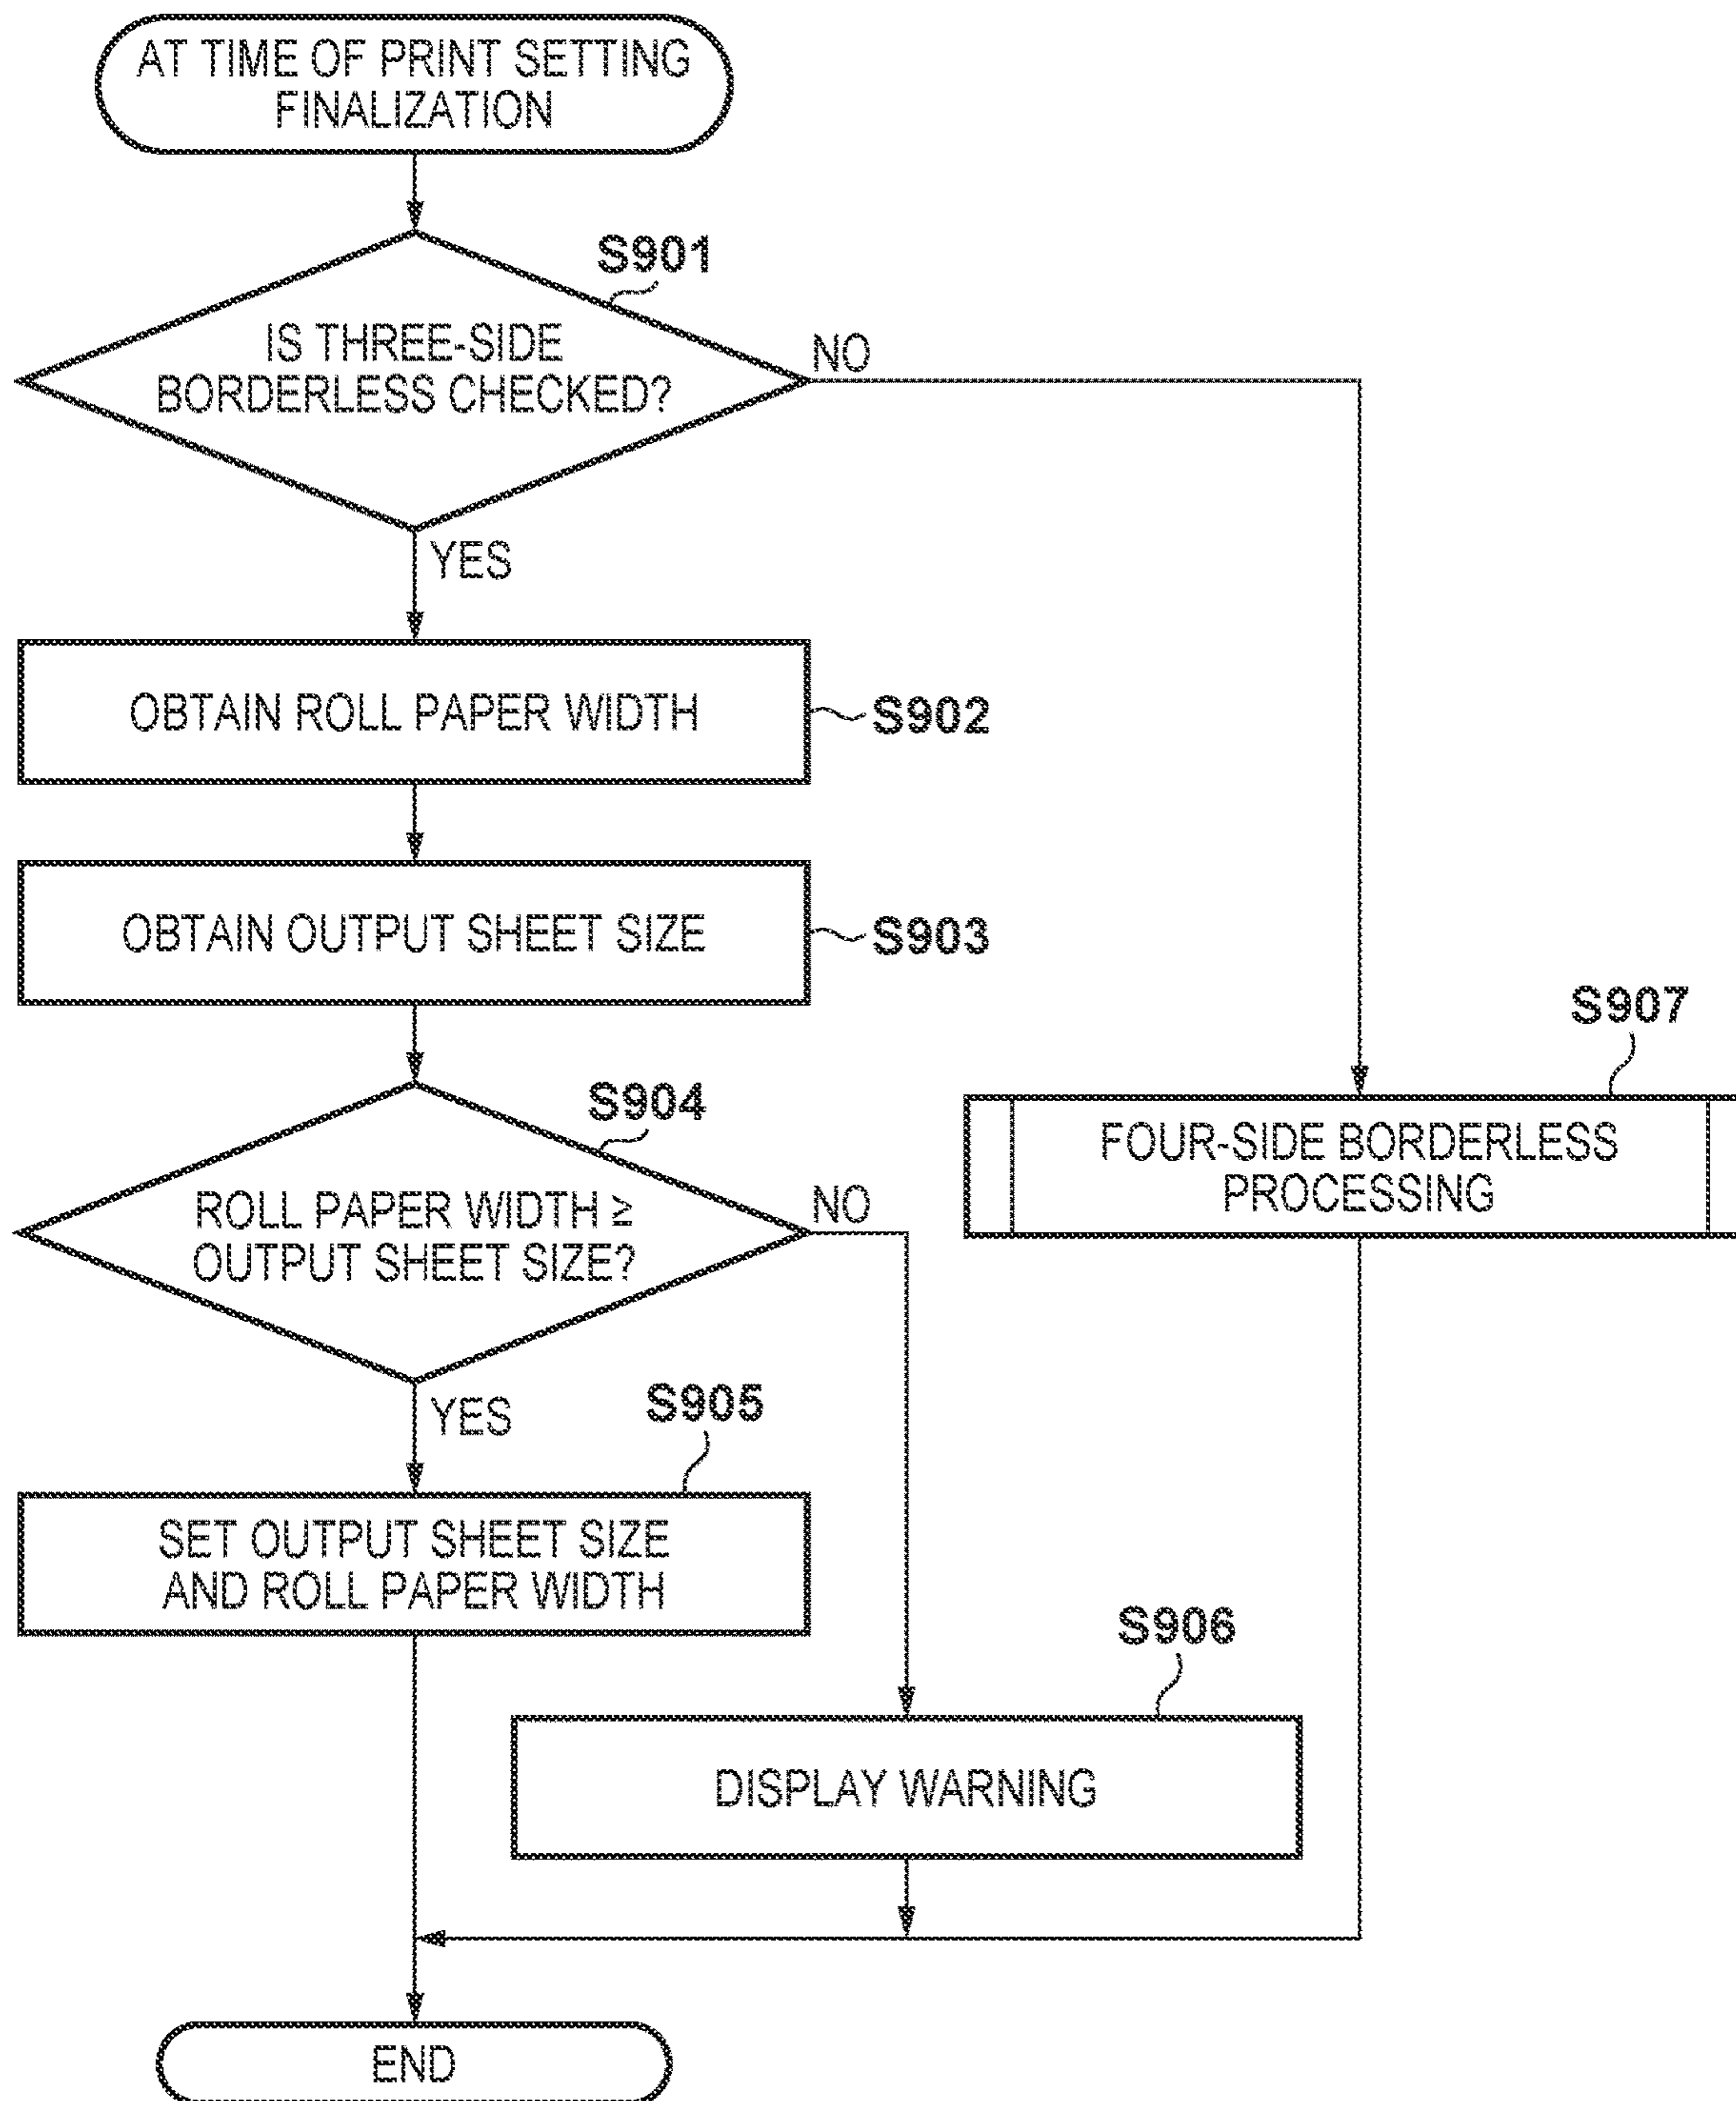 AT TIME OF PRINT SETTING
FINALIZATION
S901
IS THREE-SIDE
BORDERLESS CHECKED?
NO
YES
OBTAIN ROLL PAPER WIDTH
S902
OBTAIN OUTPUT SHEET SIZE
S903
S904
ROLL PAPER WIDTH ≥
OUTPUT SHEET SIZE?
NO
S907
FOUR-SIDE BORDERLESS
PROCESSING
YES
S905
SET OUTPUT SHEET SIZE
AND ROLL PAPER WIDTH
S906
DISPLAY WARNING
END